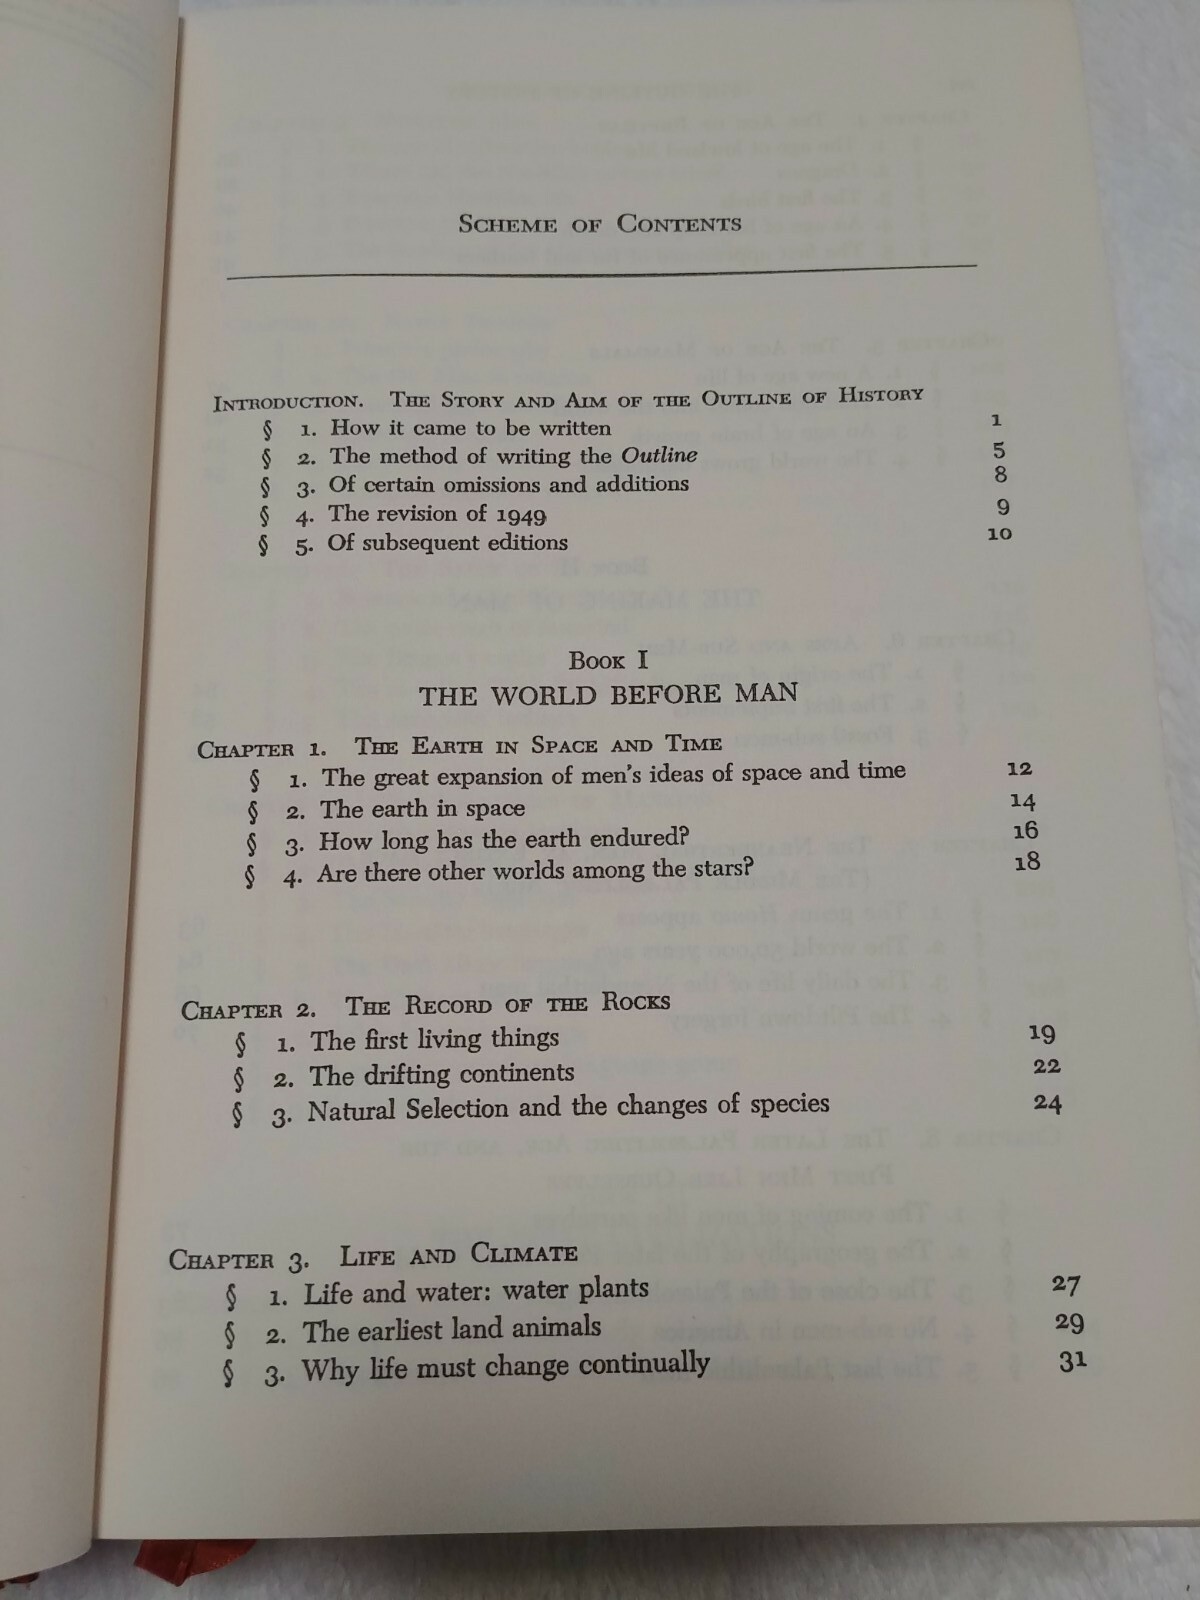 SCHEME OF CONTENTS
INTRODUCTION. THE STORY AND AIM OF THE OUTLINE OF HISTORY
§ 1. How it came to be written 1
§ 2. The method of writing the Outline 5
§ 3. Of certain omissions and additions 8
§ 4. The revision of 1949 9
§ 5. Of subsequent editions 10
BOOK I
THE WORLD BEFORE MAN
CHAPTER 1. THE EARTH IN SPACE AND TIME
§ 1. The great expansion of men's ideas of space and time 12
§ 2. The earth in space 14
§ 3. How long has the earth endured? 16
§ 4. Are there other worlds among the stars? 18
CHAPTER 2. THE RECORD OF THE ROCKS
§ 1. The first living things 19
§ 2. The drifting continents 22
§ 3. Natural Selection and the changes of species 24
CHAPTER 3. LIFE AND CLIMATE
§ 1. Life and water: water plants 27
§ 2. The earliest land animals 29
§ 3. Why life must change continually 31